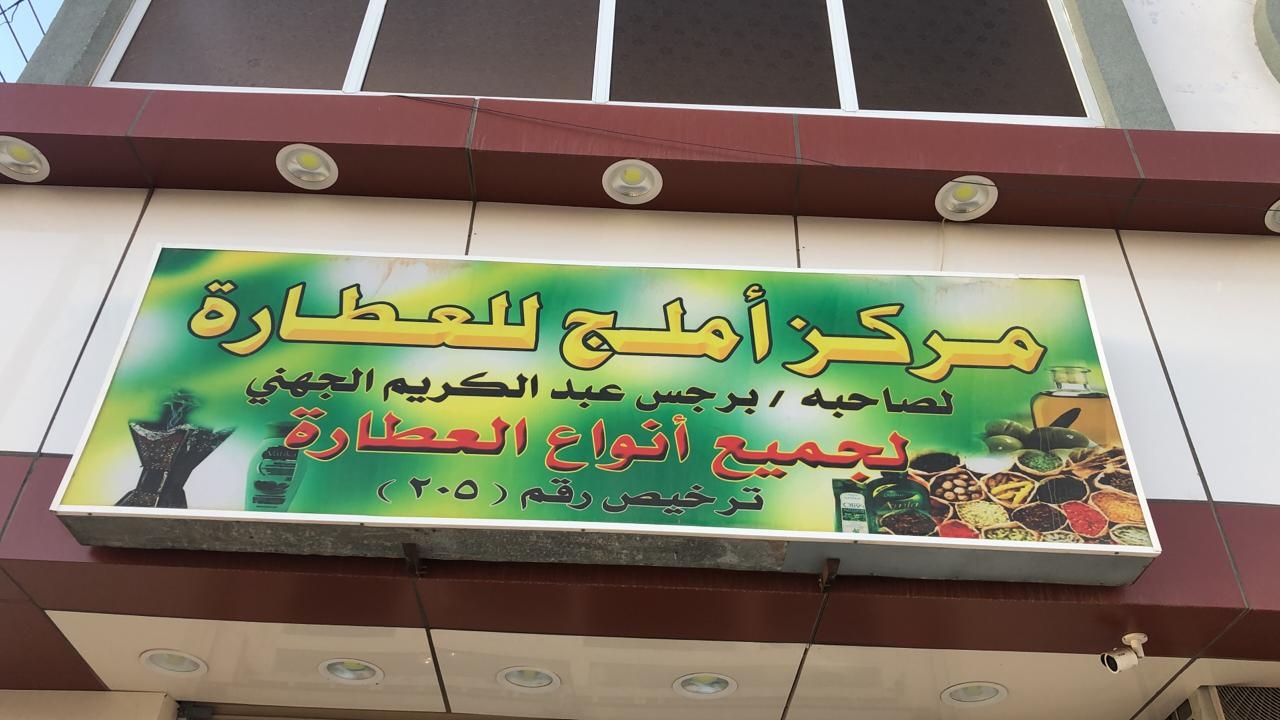 مركز أملج للعطارة
لصاحبه / برجس عبد الكريم الجهني
لجميع أنواع العطارة
ترخيص رقم ( ٢٠٥ )